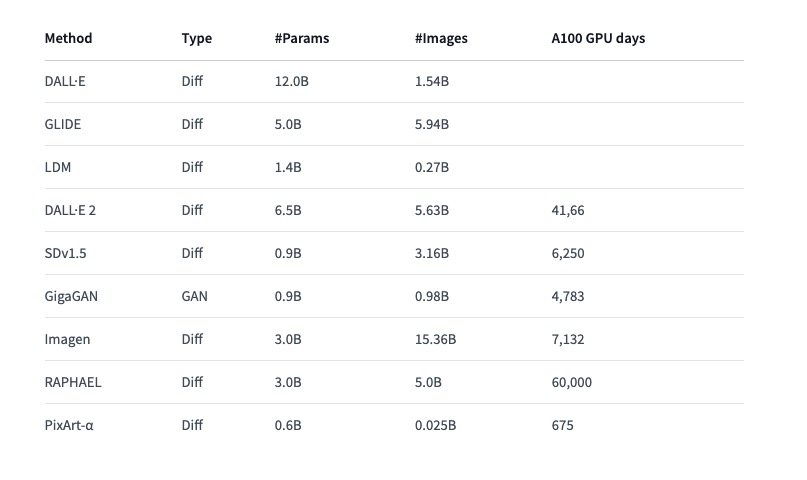 Method Type #Params #Images A100 GPU days
DALL·E Diff 12.0B 1.54B
GLIDE Diff 5.0B 5.94B
LDM Diff 1.4B 0.27B
DALL·E 2 Diff 6.5B 5.63B 41,66
SDv1.5 Diff 0.9B 3.16B 6,250
GigaGAN GAN 0.9B 0.98B 4,783
Imagen Diff 3.0B 15.36B 7,132
RAPHAEL Diff 3.0B 5.0B 60,000
PixArt-α Diff 0.6B 0.025B 675